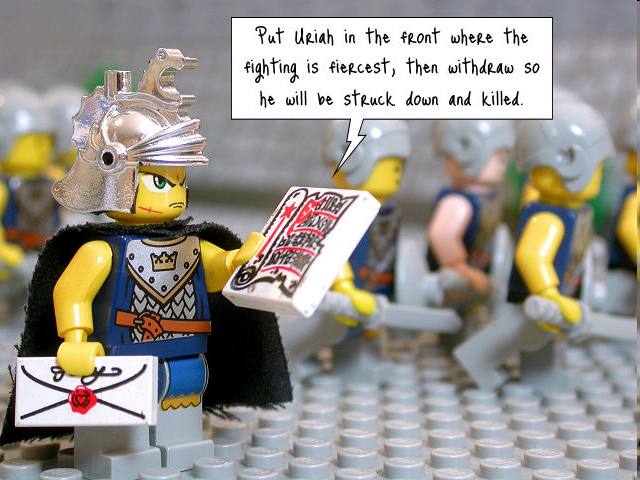 Put Uriah in the front where the
fighting is fiercest, then withdraw so
he will be struck down and killed.